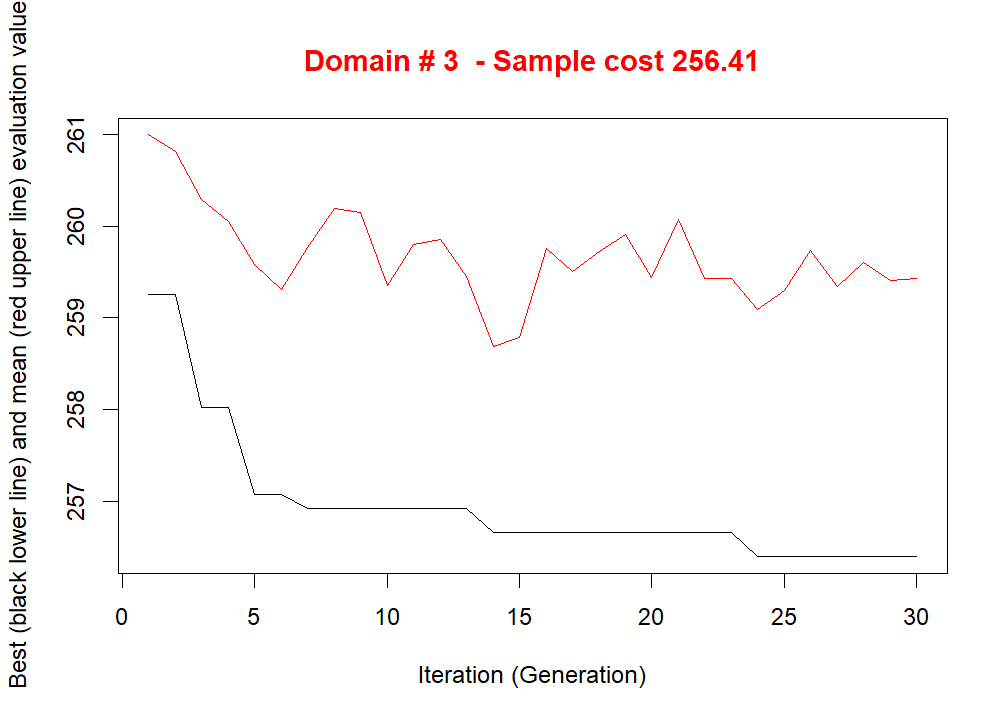 Domain # 3  - Sample cost 256.41
Best (black lower line) and mean (red upper line) evaluation value
261
260
259
258
257
0 5 10 15 20 25 30
Iteration (Generation)